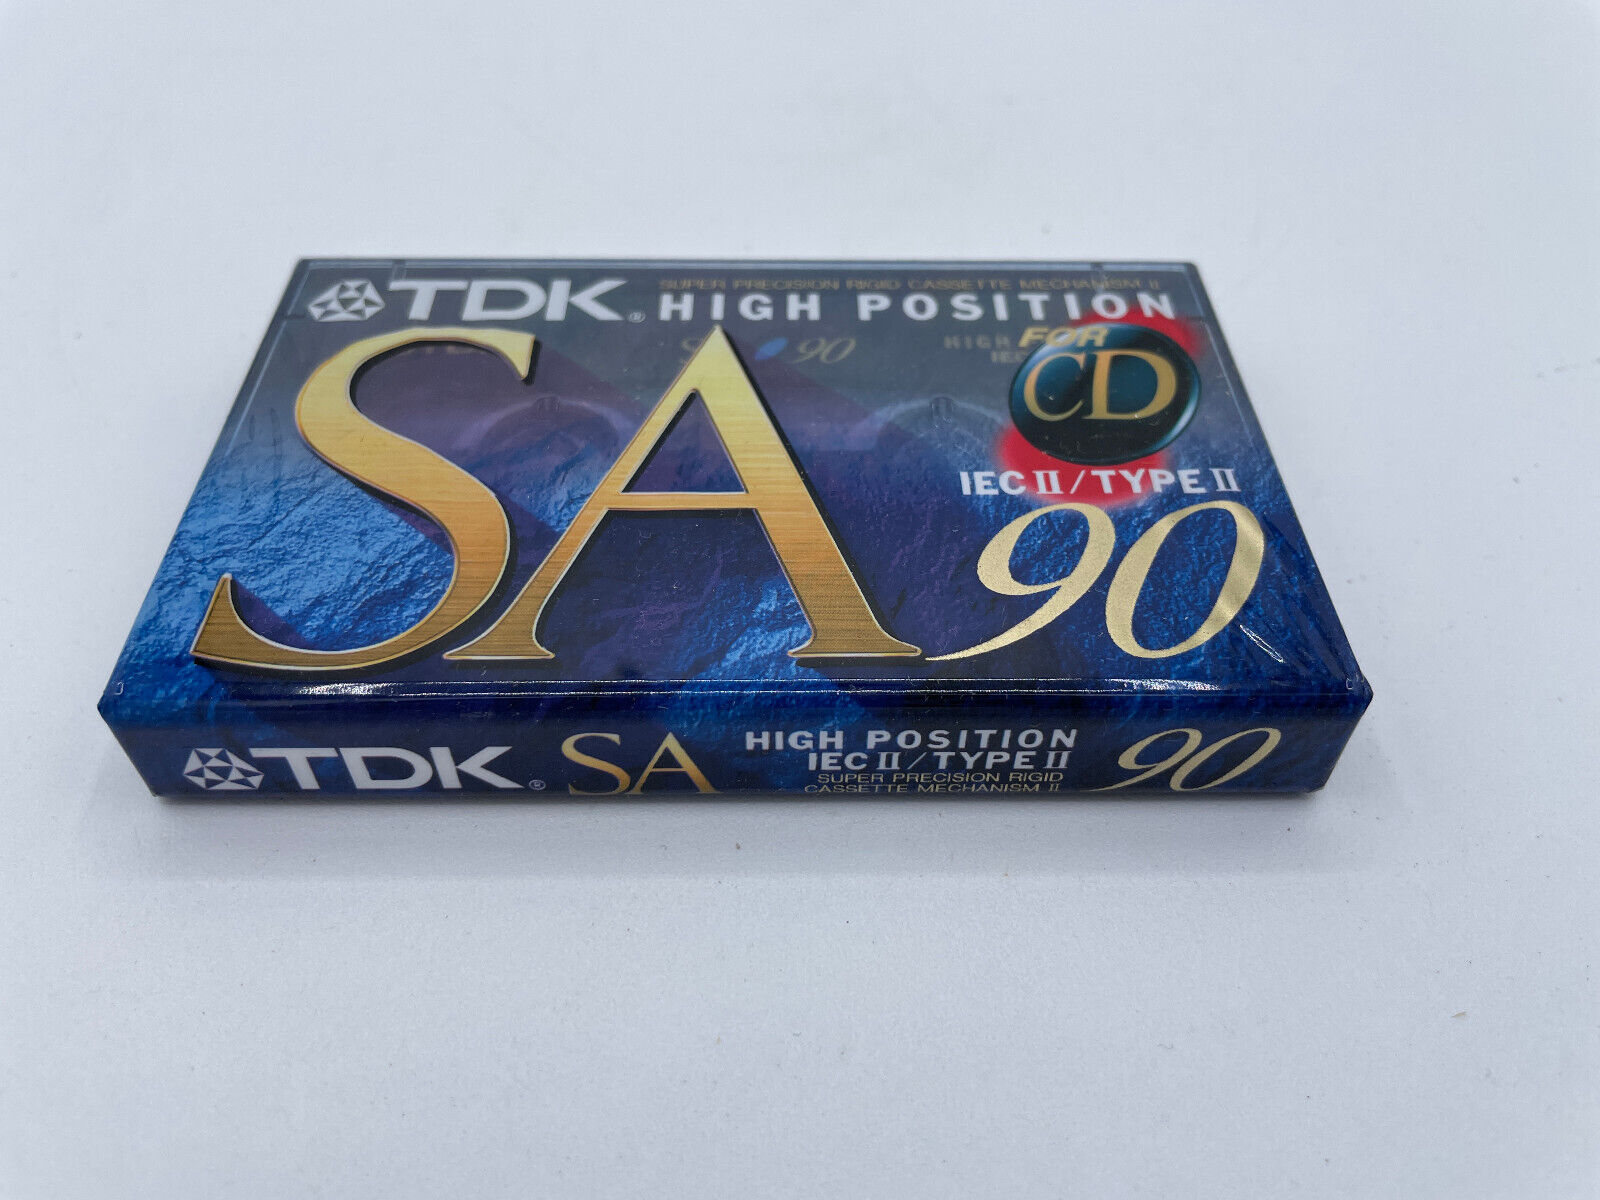 TDK®
SUPER PRECISION RIGID CASSETTE MECHANISM II
HIGH POSITION
SA
90
HIGH
IEC
FOR
CD
IEC II/TYPE II
SA 90
TDK® SA
HIGH POSITION
IEC II/TYPE II
SUPER PRECISION RIGID
CASSETTE MECHANISM II
90